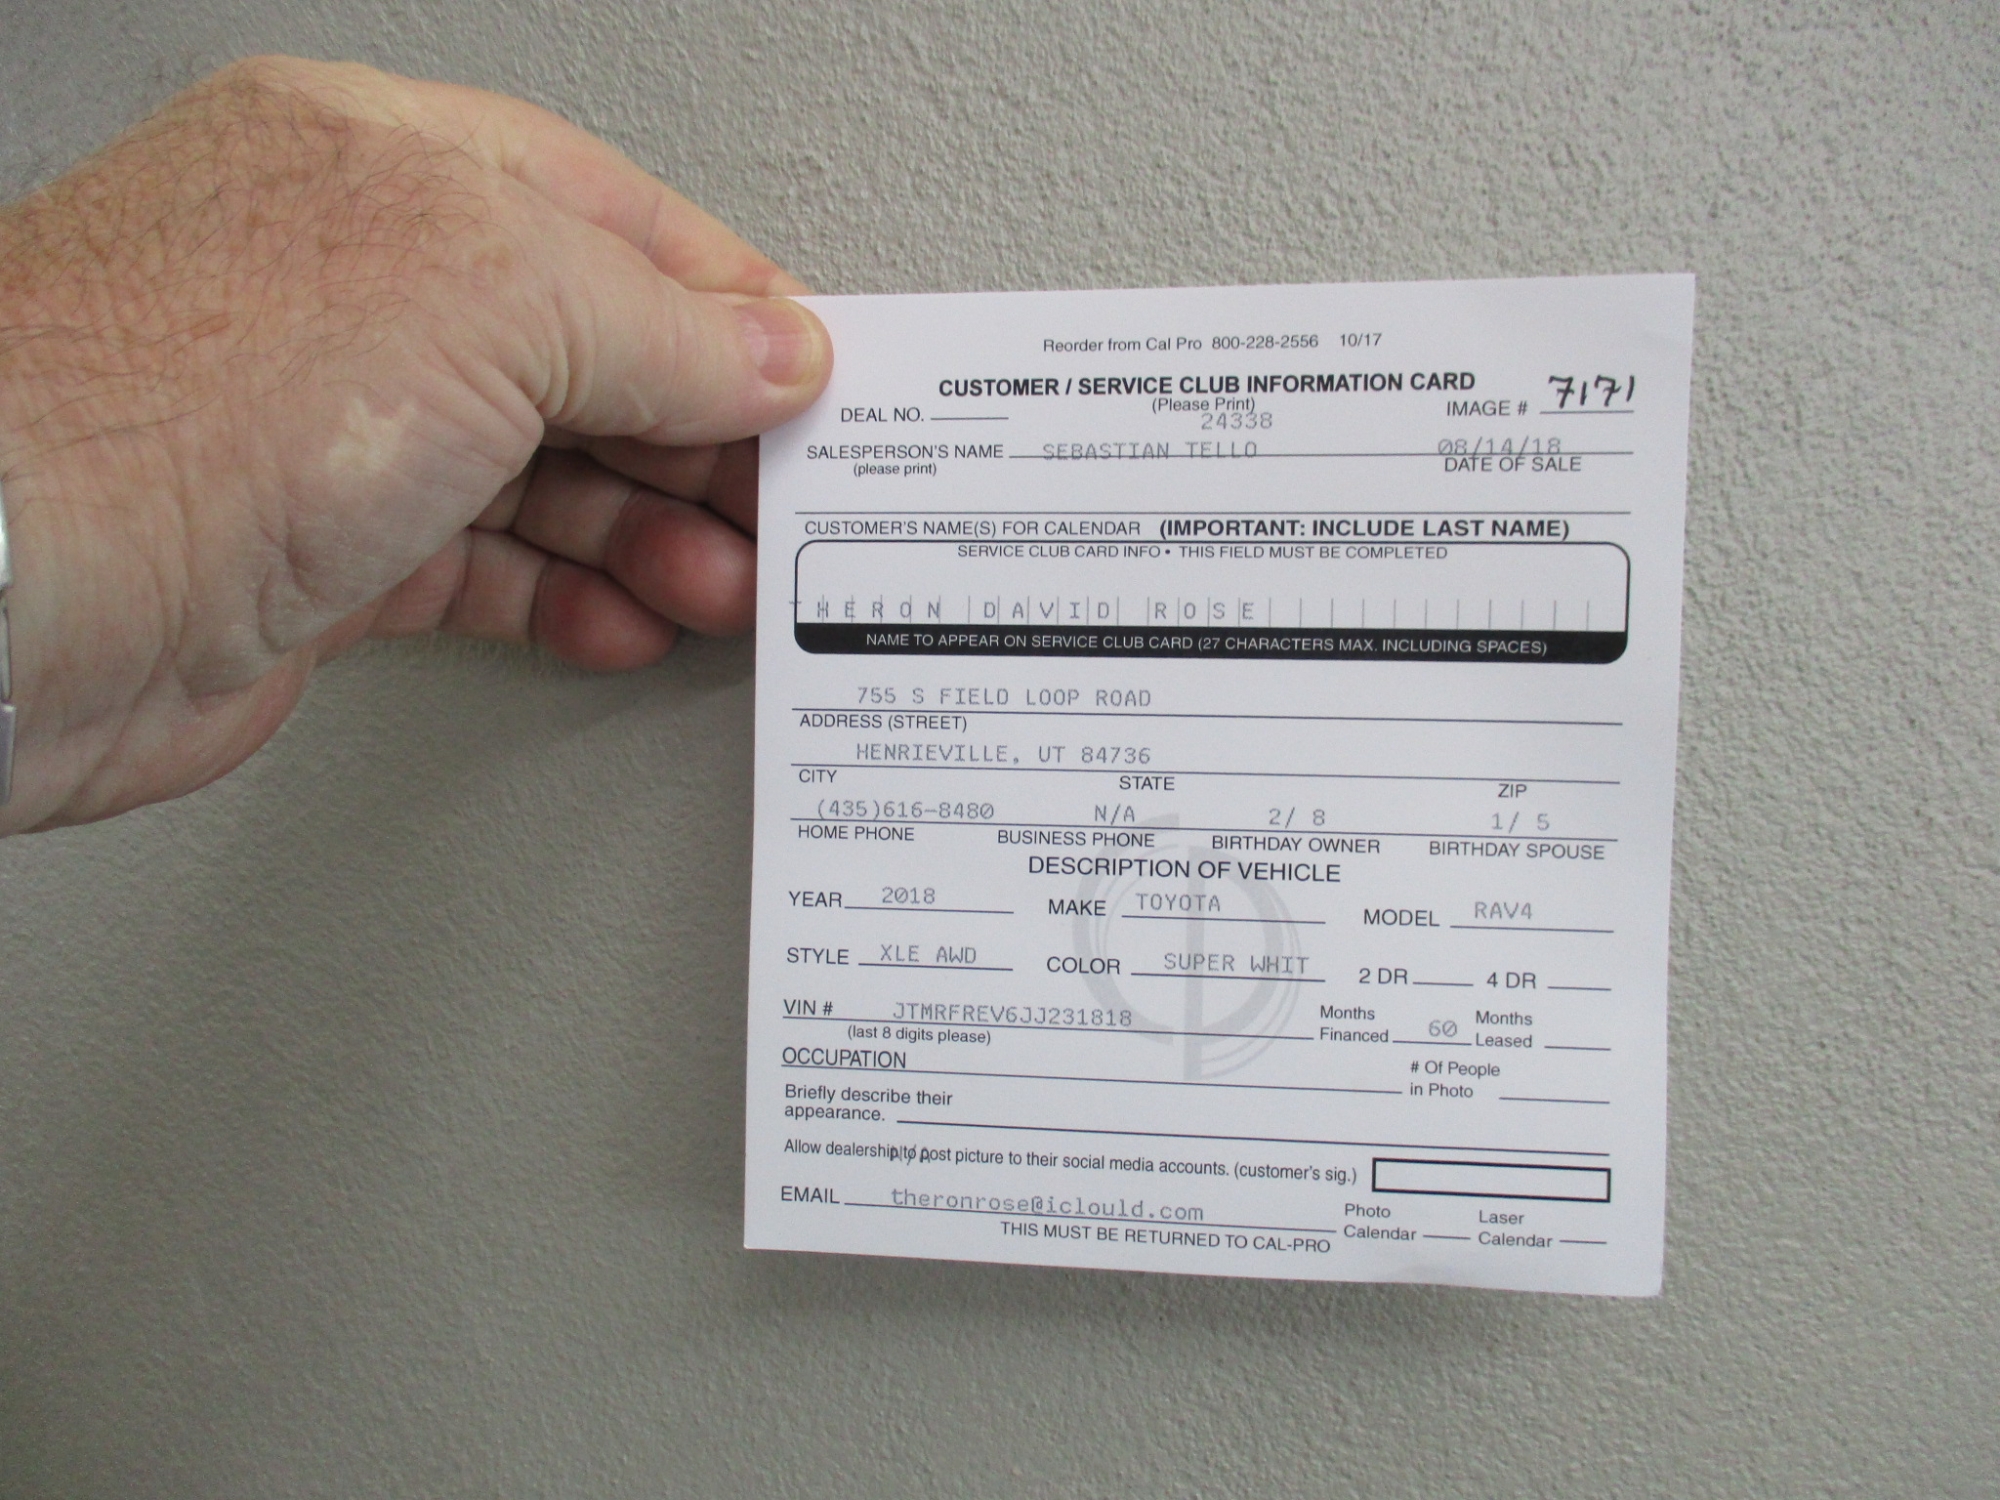 Reorder from Cal Pro 800-228-2556 10/17
CUSTOMER / SERVICE CLUB INFORMATION CARD
(Please Print)
DEAL NO. 24338 IMAGE # 7171
SALESPERSON'S NAME SEBASTIAN TELLO 08/14/18
(please print) DATE OF SALE
CUSTOMER'S NAME(S) FOR CALENDAR (IMPORTANT: INCLUDE LAST NAME)
SERVICE CLUB CARD INFO • THIS FIELD MUST BE COMPLETED
THERON DAVID ROSE
NAME TO APPEAR ON SERVICE CLUB CARD (27 CHARACTERS MAX. INCLUDING SPACES)
755 S FIELD LOOP ROAD
ADDRESS (STREET)
HENRIEVILLE, UT 84736
CITY STATE ZIP
(435)616-8480 N/A 2/ 8 1/ 5
HOME PHONE BUSINESS PHONE BIRTHDAY OWNER BIRTHDAY SPOUSE
DESCRIPTION OF VEHICLE
YEAR 2018 MAKE TOYOTA MODEL RAV4
STYLE XLE AWD COLOR SUPER WHIT 2 DR 4 DR
VIN # JTMRFREV6JJ231818 Months Financed 60 Months Leased
(last 8 digits please)
OCCUPATION # Of People in Photo
Briefly describe their
appearance.
N/A
Allow dealership to post picture to their social media accounts. (customer's sig.)
EMAIL theronrose@iclould.com Photo Calendar Laser Calendar
THIS MUST BE RETURNED TO CAL-PRO